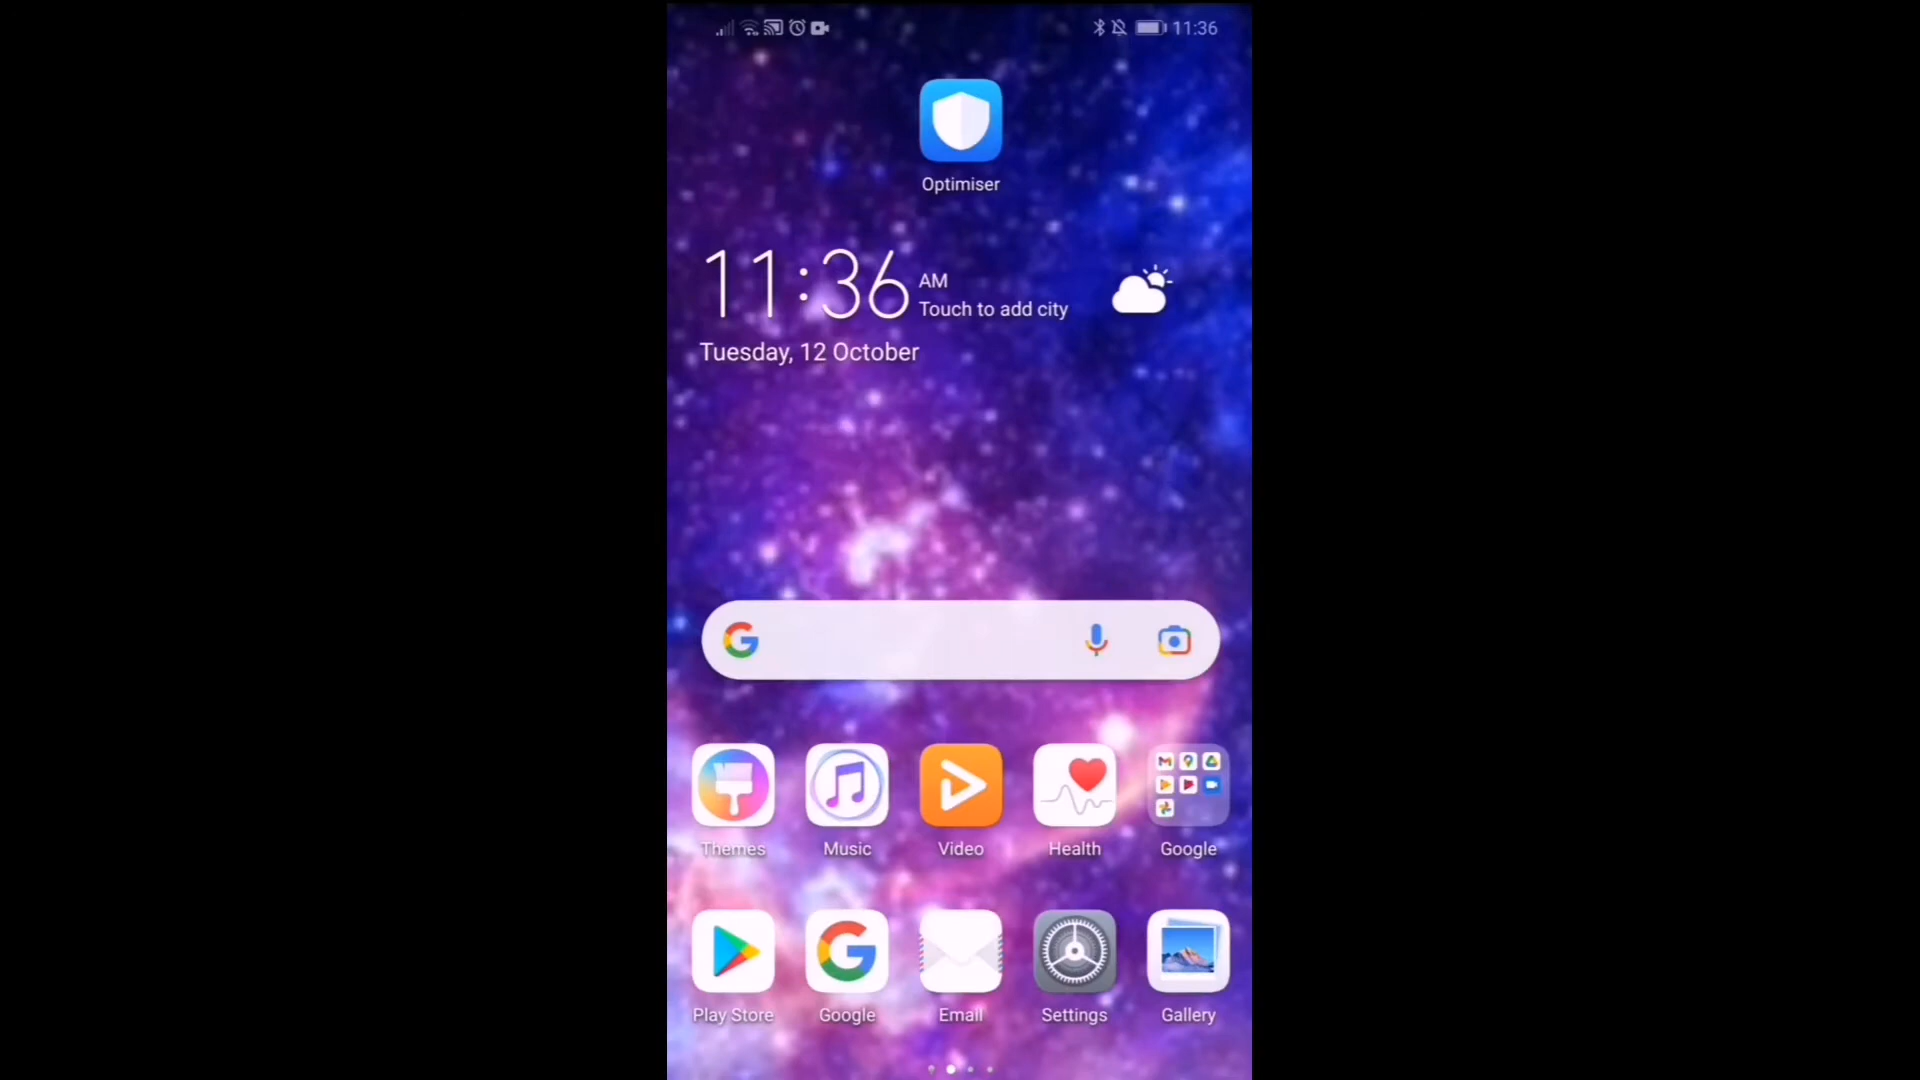 11:36
Optimiser
11:36 AM
Touch to add city
Tuesday, 12 October
Themes Music Video Health Google
Play Store Google Email Settings Gallery